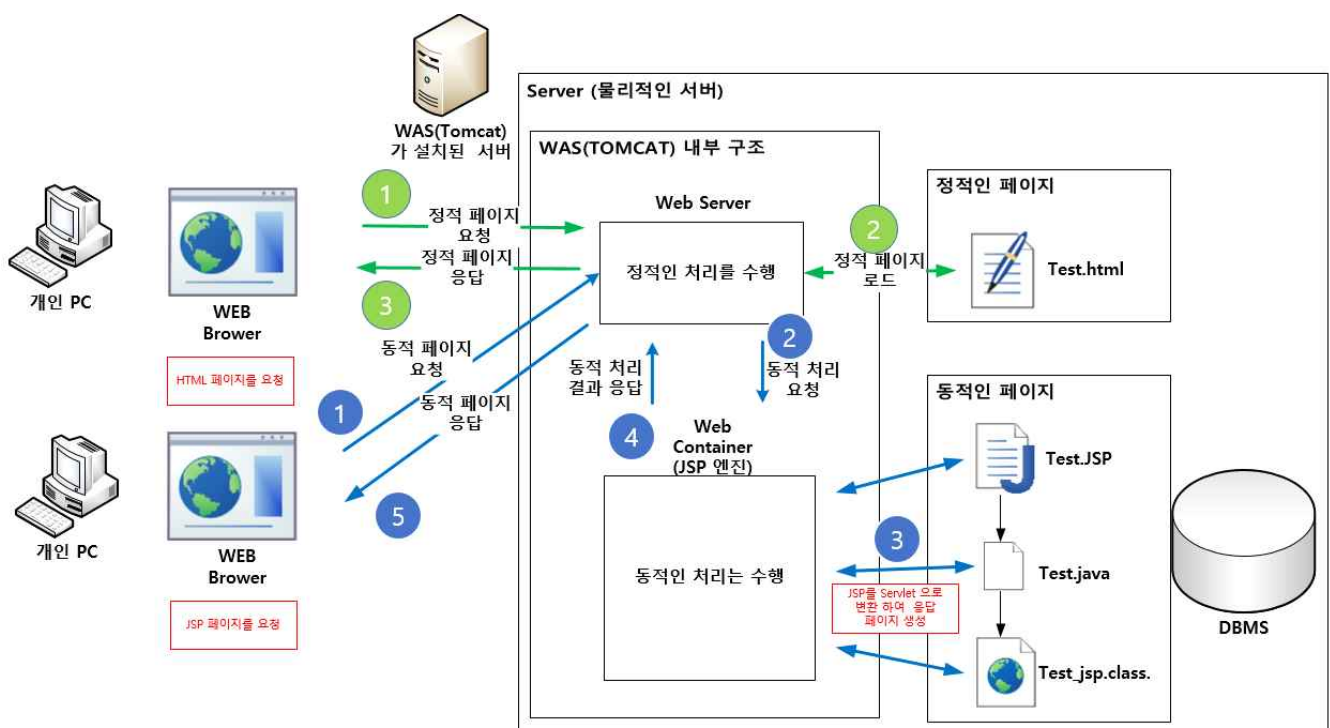 WAS(Tomcat)
가 설치된 서버
Server (물리적인 서버)
WAS(TOMCAT) 내부 구조
개인 PC
WEB
Brower
HTML 페이지를 요청
1
정적 페이지
요청
정적 페이지
응답
3
Web Server
정적인 처리를 수행
2
정적 페이지
로드
정적인 페이지
Test.html
동적 페이지
요청
1
동적 페이지
응답
5
개인 PC
WEB
Brower
JSP 페이지를 요청
동적 처리
결과 응답
4
2
동적 처리
요청
Web
Container
(JSP 엔진)
동적인 처리는 수행
3
JSP를 Servlet 으로
변환 하여 응답
페이지 생성
동적인 페이지
Test.JSP
Test.java
Test_jsp.class.
DBMS